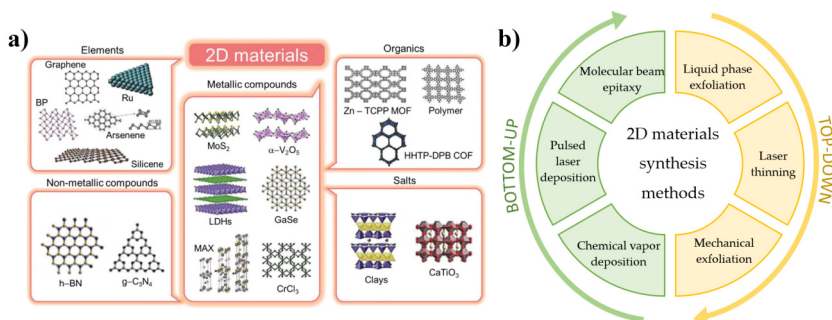 a)
2D materials
Elements
Graphene
Ru
BP
Arsenene
Silicene
Non-metallic compounds
h–BN
g–C₃N₄
Metallic compounds
MoS₂
α–V₂O₅
LDHs
GaSe
MAX
CrCl₃
Organics
Zn – TCPP MOF
Polymer
HHTP-DPB COF
Salts
Clays
CaTiO₃
b)
BOTTOM-UP
TOP-DOWN
2D materials
synthesis
methods
Molecular beam
epitaxy
Liquid phase
exfoliation
Pulsed
laser
deposition
Laser
thinning
Chemical vapor
deposition
Mechanical
exfoliation